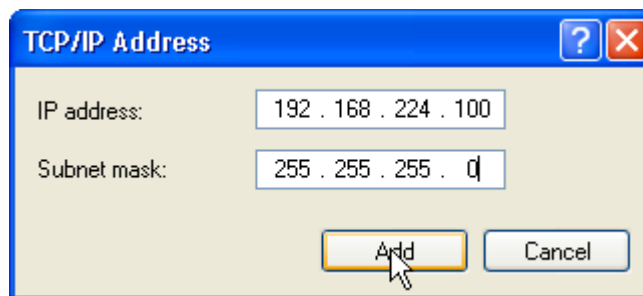 TCP/IP Address
IP address: 192 . 168 . 224 . 100
Subnet mask: 255 . 255 . 255 . 0
Add Cancel